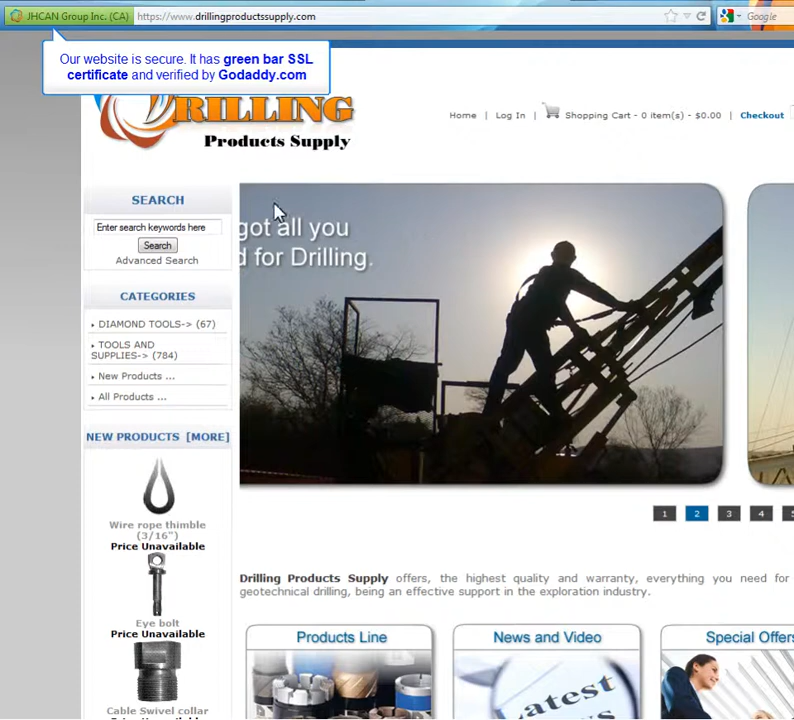 JHCAN Group Inc. (CA) https://www.drillingproductssupply.com Google
Our website is secure. It has green bar SSL
certificate and verified by Godaddy.com
DRILLING
Products Supply
Home | Log In | Shopping Cart - 0 item(s) - $0.00 | Checkout
SEARCH
Enter search keywords here
Search
Advanced Search
CATEGORIES
DIAMOND TOOLS-> (67)
TOOLS AND
SUPPLIES-> (784)
New Products ...
All Products ...
NEW PRODUCTS [MORE]
Wire rope thimble
(3/16")
Price Unavailable
Eye bolt
Price Unavailable
Cable Swivel collar
got all you
d for Drilling.
1 2 3 4 5
Drilling Products Supply offers, the highest quality and warranty, everything you need for
geotechnical drilling, being an effective support in the exploration industry.
Products Line
News and Video
Special Offers
Latest